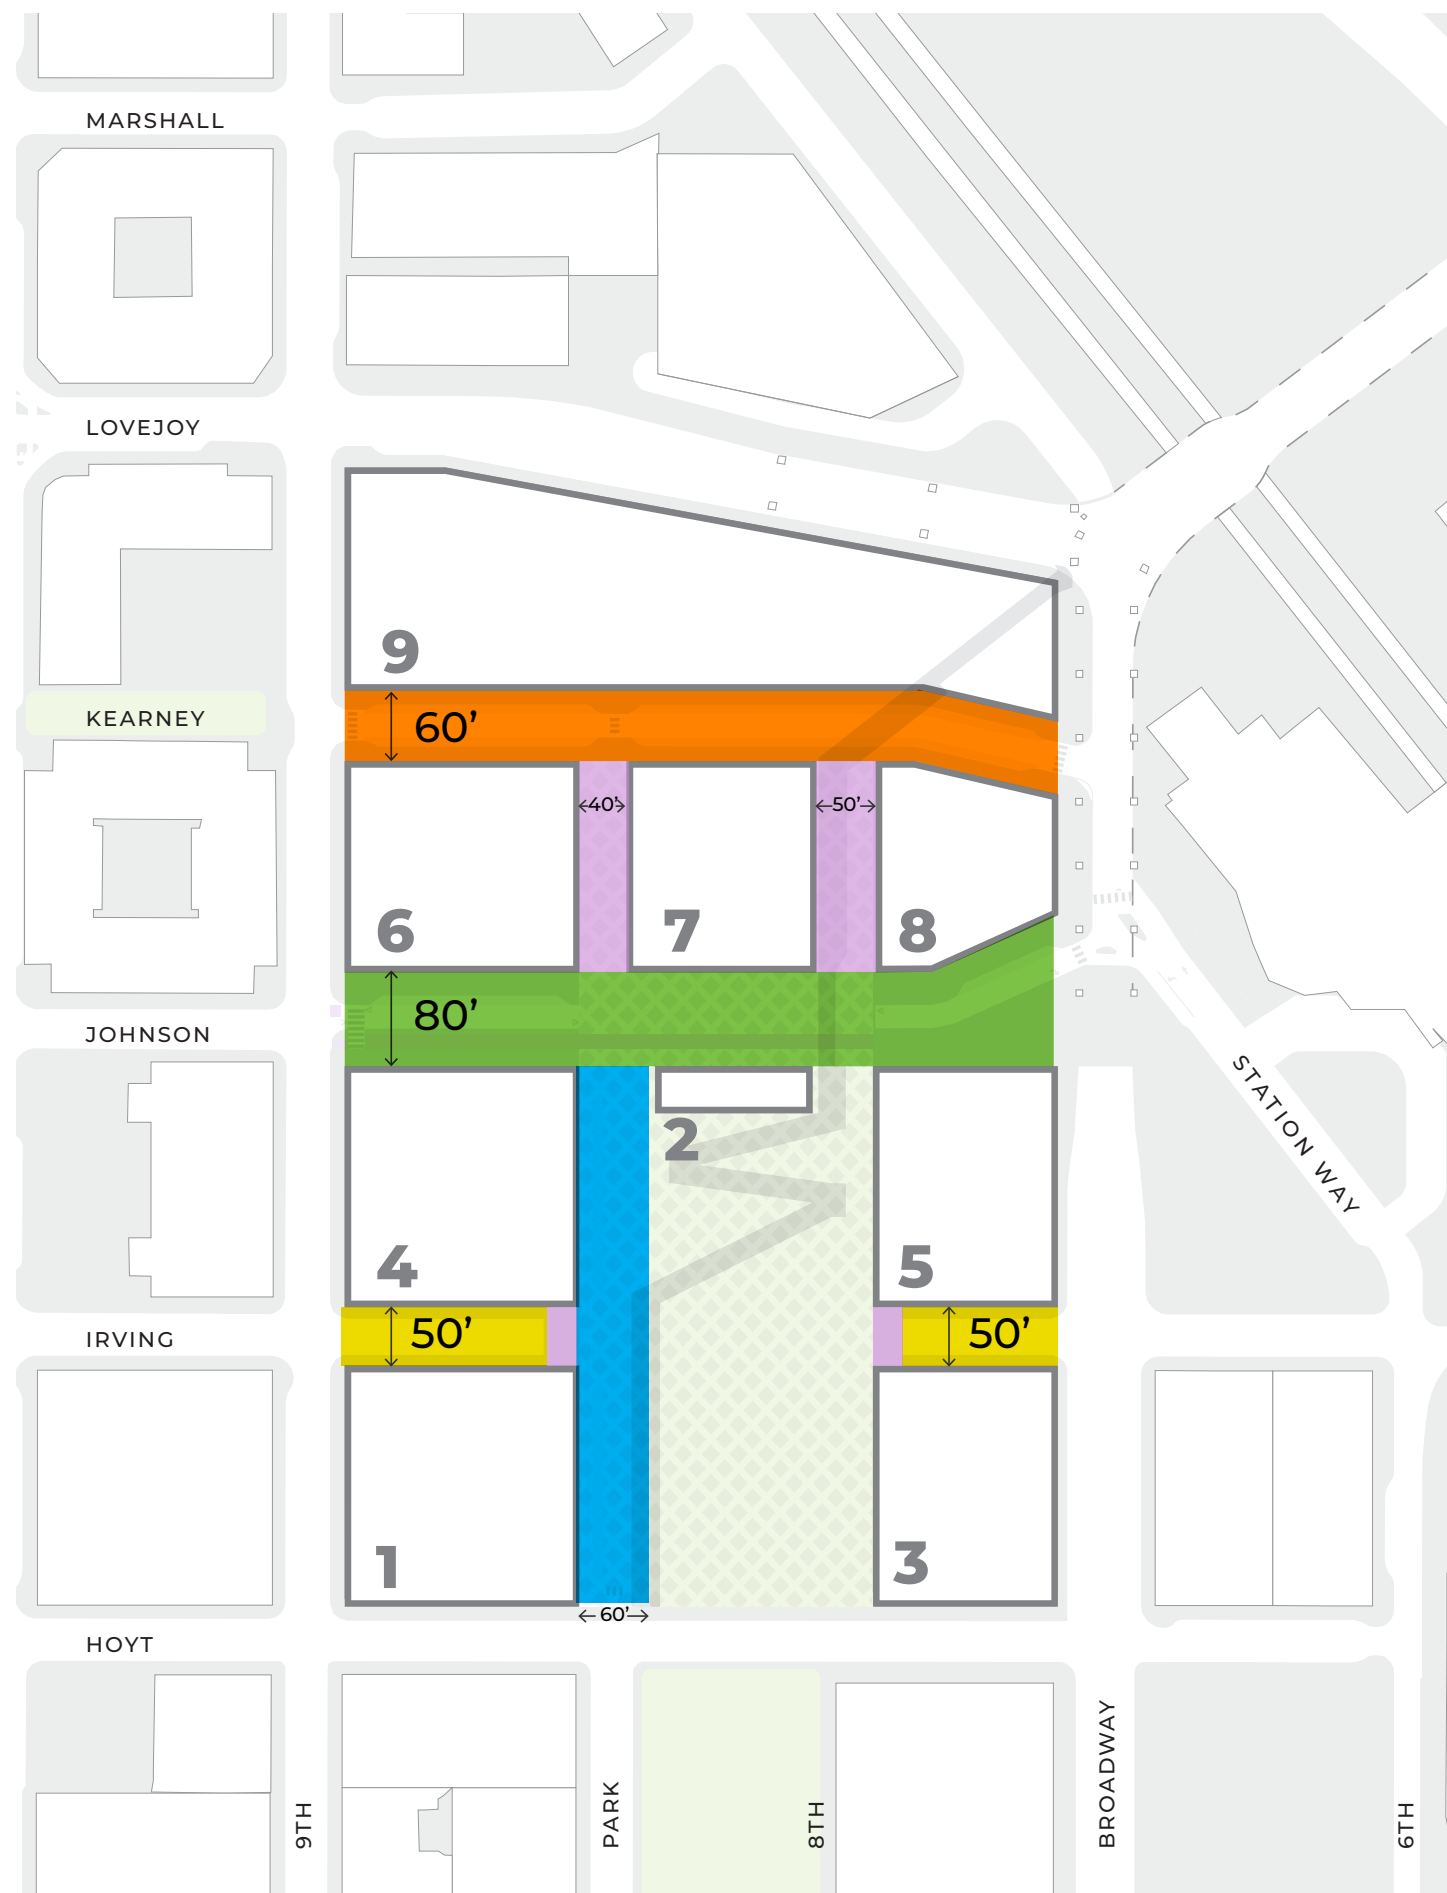 MARSHALL
LOVEJOY
9
KEARNEY
60’
←40’→
←50’→
6
7
8
80’
JOHNSON
STATION WAY
2
4
5
50’
50’
IRVING
1
3
←60’→
HOYT
9TH
PARK
8TH
BROADWAY
6TH